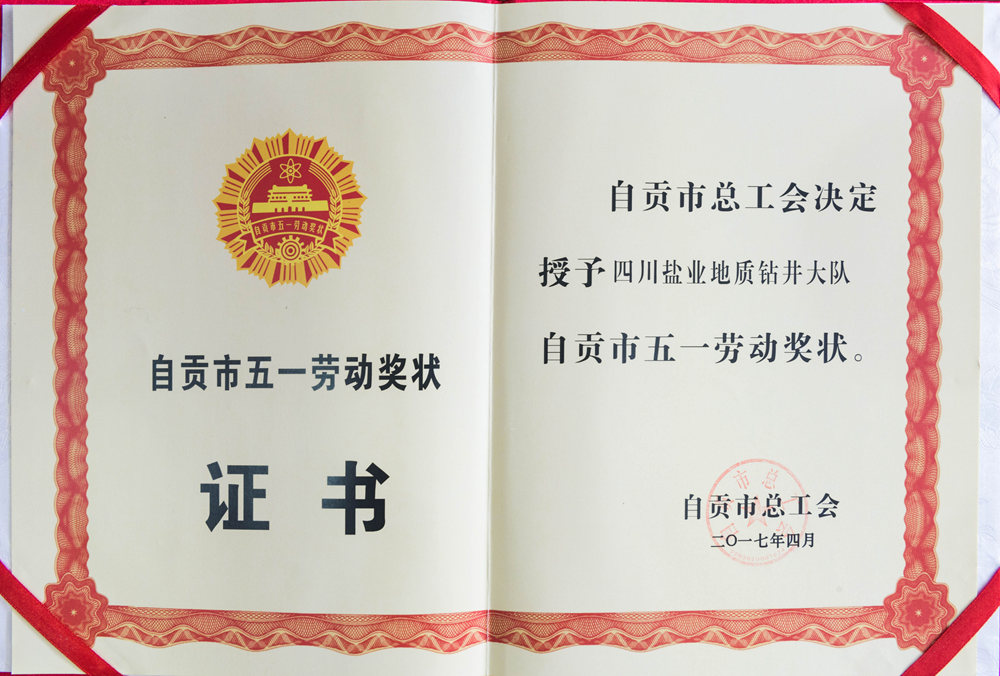 自贡市五一劳动奖状
自贡市五一劳动奖状
证书
自贡市总工会决定
授予四川盐业地质钻井大队
自贡市五一劳动奖状。
自贡市总工会
二〇一七年四月